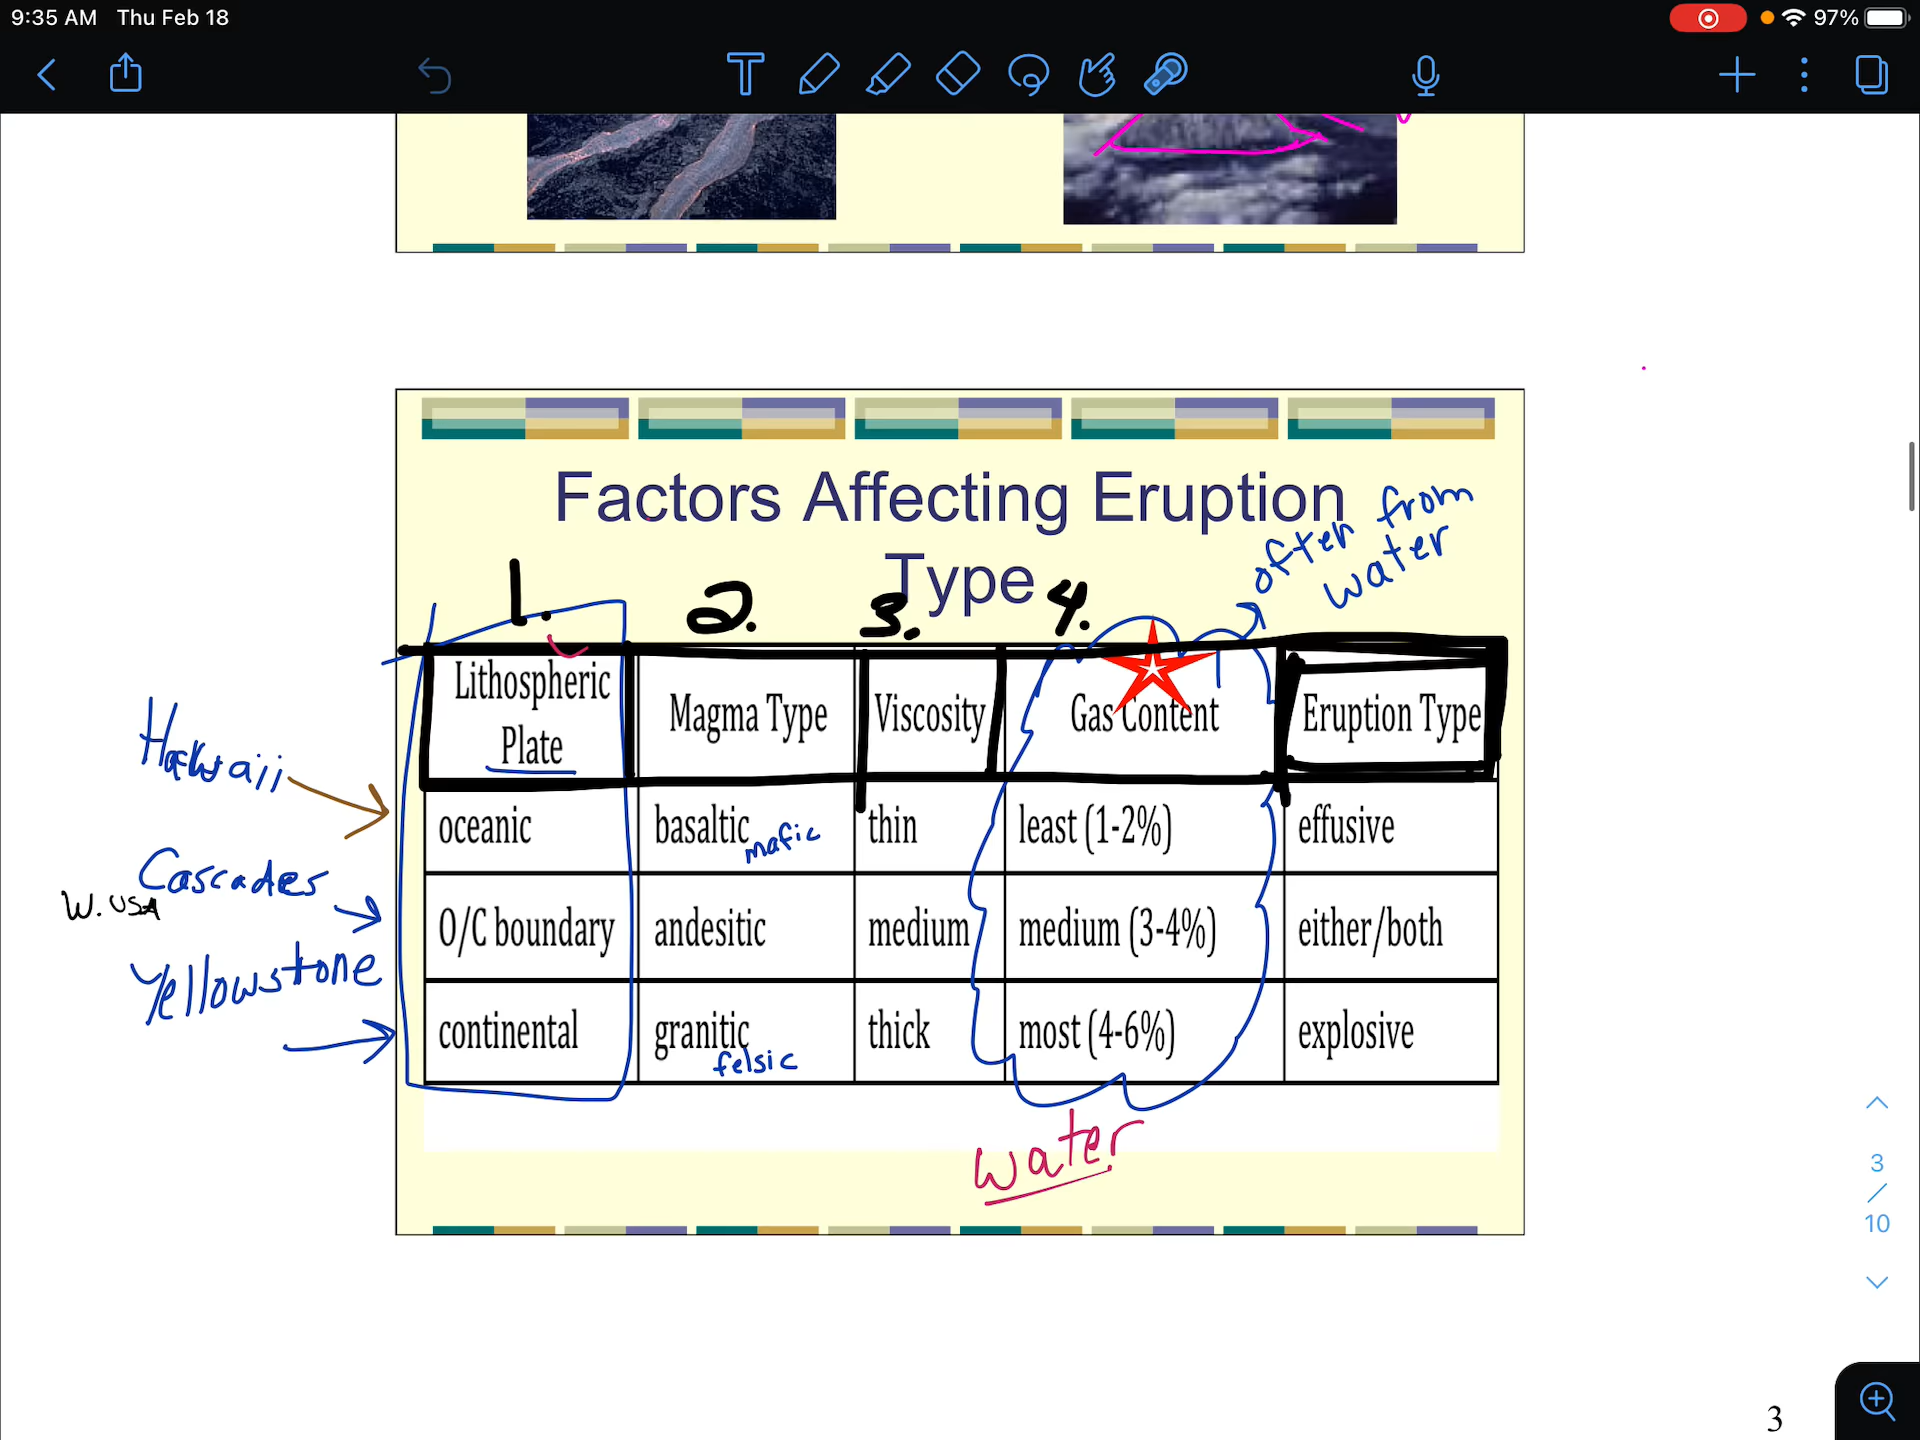 9:35 AM Thu Feb 18
97%
Factors Affecting Eruption
Type
often from
water
1. 2. 3. 4.
Lithospheric
Plate
Magma Type
Viscosity
Gas Content
Eruption Type
Hawaii
oceanic
basaltic
mafic
thin
least (1-2%)
effusive
Cascades
W. USA
O/C boundary
andesitic
medium
medium (3-4%)
either/both
Yellowstone
continental
granitic
felsic
thick
most (4-6%)
explosive
water
3
/
10
3